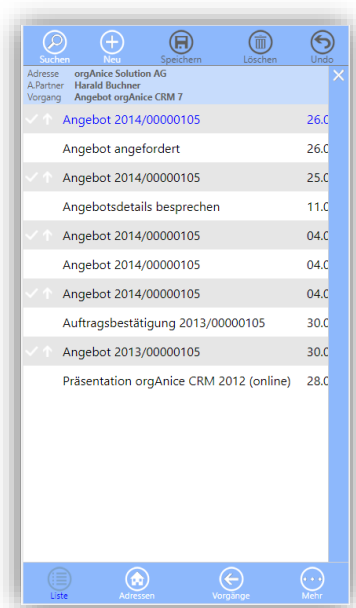 Suchen Neu Speichern Löschen Undo
Adresse orgAnice Solution AG
A.Partner Harald Buchner
Vorgang Angebot orgAnice CRM 7
Angebot 2014/00000105 26.0
Angebot angefordert 26.0
Angebot 2014/00000105 25.0
Angebotsdetails besprechen 11.0
Angebot 2014/00000105 04.0
Angebot 2014/00000105 04.0
Angebot 2014/00000105 04.0
Auftragsbestätigung 2013/00000105 30.0
Angebot 2013/00000105 30.0
Präsentation orgAnice CRM 2012 (online) 28.0
Liste Adressen Vorgänge Mehr